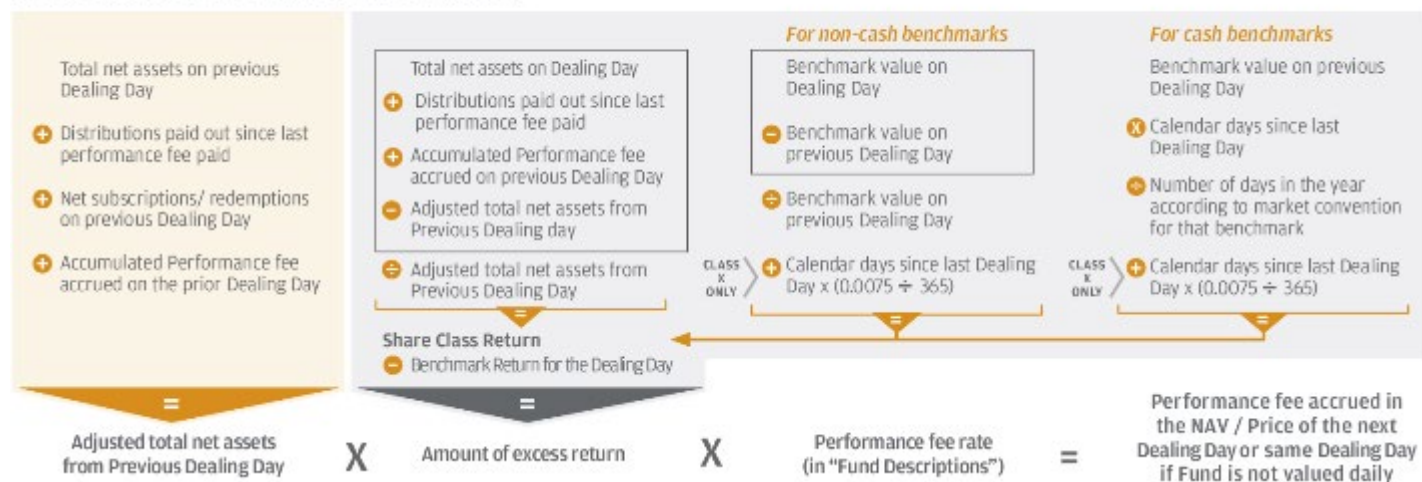 Total net assets on previous
Dealing Day
+ Distributions paid out since last
performance fee paid
+ Net subscriptions/ redemptions
on previous Dealing Day
+ Accumulated Performance fee
accrued on the prior Dealing Day
=
Adjusted total net assets
from Previous Dealing Day
X
Total net assets on Dealing Day
+ Distributions paid out since last
performance fee paid
+ Accumulated Performance fee
accrued on previous Dealing Day
− Adjusted total net assets from
Previous Dealing day
÷ Adjusted total net assets from
Previous Dealing Day
=
Share Class Return
− Benchmark Return for the Dealing Day
=
Amount of excess return
For non-cash benchmarks
Benchmark value on
Dealing Day
− Benchmark value on
previous Dealing Day
÷ Benchmark value on
previous Dealing Day
CLASS
X
ONLY
+ Calendar days since last Dealing
Day x (0.0075 ÷ 365)
=
For cash benchmarks
Benchmark value on previous
Dealing Day
X Calendar days since last
Dealing Day
÷ Number of days in the year
according to market convention
for that benchmark
CLASS
X
ONLY
+ Calendar days since last Dealing
Day x (0.0075 ÷ 365)
=
X
Performance fee rate
(in "Fund Descriptions")
=
Performance fee accrued in
the NAV / Price of the next
Dealing Day or same Dealing Day
if Fund is not valued daily